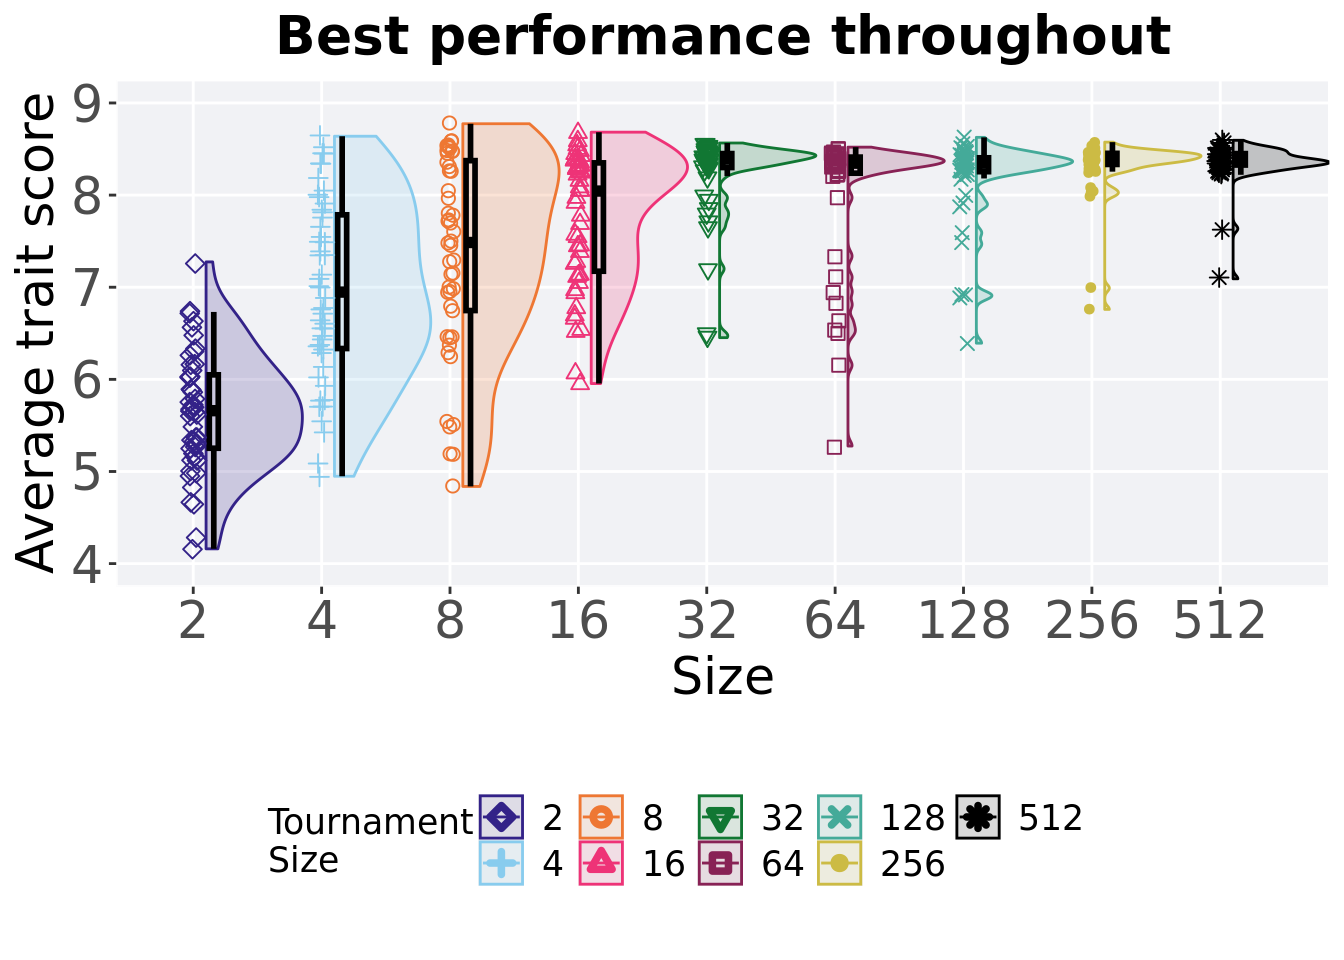 Best performance throughout
Average trait score
9
8
7
6
5
4
2 4 8 16 32 64 128 256 512
Size
Tournament
Size
2 8 32 128 512
4 16 64 256